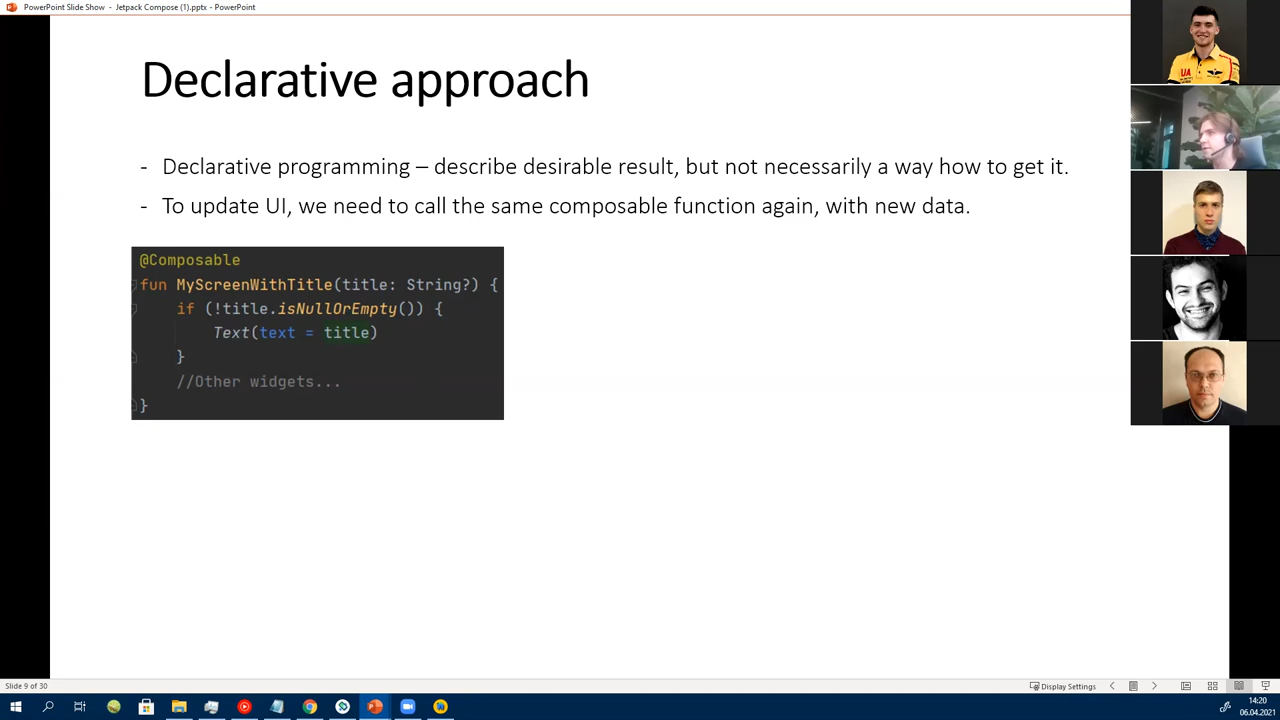 PowerPoint Slide Show - Jetpack Compose (1).pptx - PowerPoint
Declarative approach
- Declarative programming – describe desirable result, but not necessarily a way how to get it.
- To update UI, we need to call the same composable function again, with new data.
@Composable
fun MyScreenWithTitle(title: String?) {
if (!title.isNullOrEmpty()) {
Text(text = title)
}
//Other widgets...
}
UA
Slide 9 of 30
Display Settings
14:20
06.04.2021